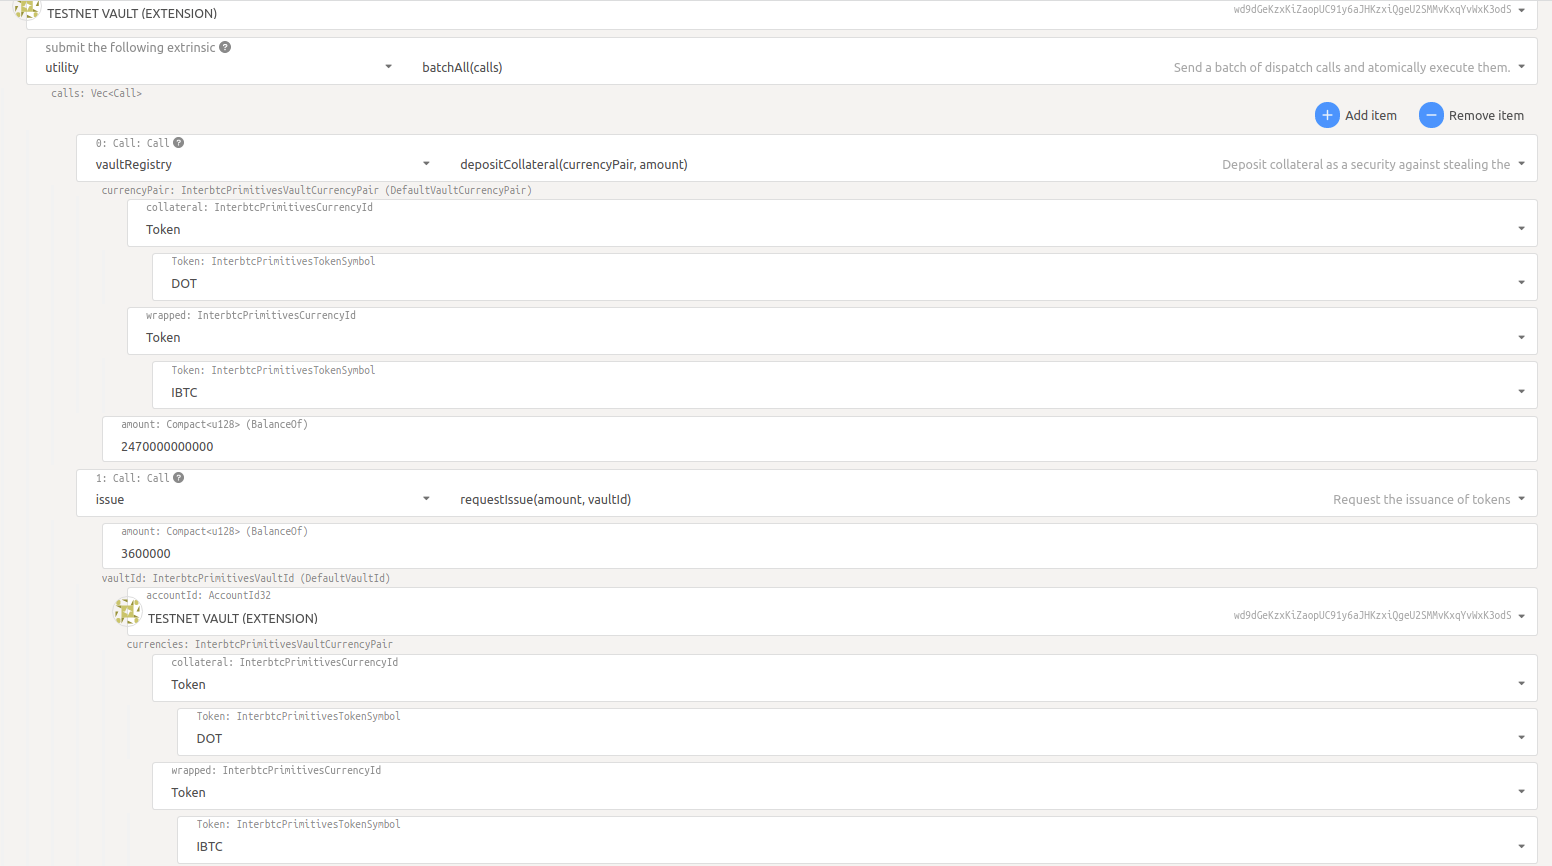 TESTNET VAULT (EXTENSION) wd9dGeKzxKiZaopUC91y6aJHKzxiQgeU2SMMvKxqYvWxK3odS
submit the following extrinsic ?
utility batchAll(calls) Send a batch of dispatch calls and atomically execute them.
calls: Vec<Call>
+ Add item − Remove item
0: Call: Call ?
vaultRegistry depositCollateral(currencyPair, amount) Deposit collateral as a security against stealing the
currencyPair: InterbtcPrimitivesVaultCurrencyPair (DefaultVaultCurrencyPair)
collateral: InterbtcPrimitivesCurrencyId
Token
Token: InterbtcPrimitivesTokenSymbol
DOT
wrapped: InterbtcPrimitivesCurrencyId
Token
Token: InterbtcPrimitivesTokenSymbol
IBTC
amount: Compact<u128> (BalanceOf)
2470000000000
1: Call: Call ?
issue requestIssue(amount, vaultId) Request the issuance of tokens
amount: Compact<u128> (BalanceOf)
3600000
vaultId: InterbtcPrimitivesVaultId (DefaultVaultId)
accountId: AccountId32
TESTNET VAULT (EXTENSION) wd9dGeKzxKiZaopUC91y6aJHKzxiQgeU2SMMvKxqYvWxK3odS
currencies: InterbtcPrimitivesVaultCurrencyPair
collateral: InterbtcPrimitivesCurrencyId
Token
Token: InterbtcPrimitivesTokenSymbol
DOT
wrapped: InterbtcPrimitivesCurrencyId
Token
Token: InterbtcPrimitivesTokenSymbol
IBTC